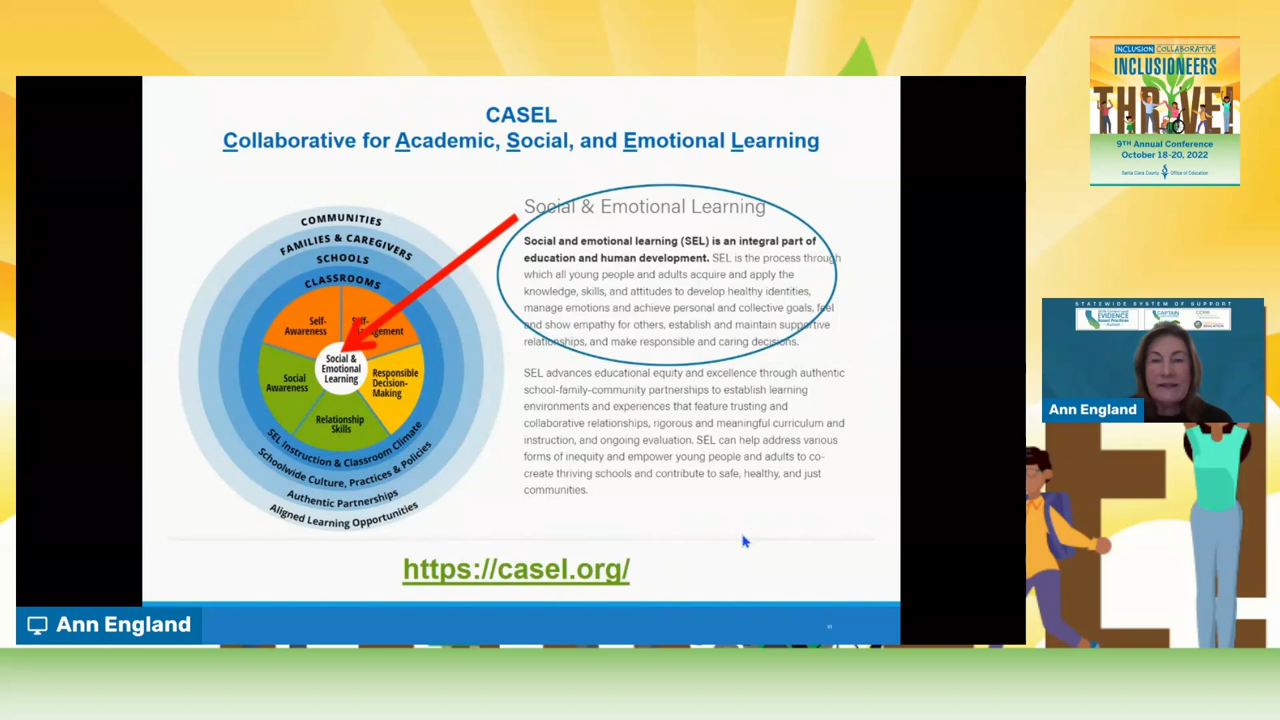 CASEL
Collaborative for Academic, Social, and Emotional Learning
Social & Emotional Learning
Social and emotional learning (SEL) is an integral part of
education and human development. SEL is the process through
which all young people and adults acquire and apply the
knowledge, skills, and attitudes to develop healthy identities,
manage emotions and achieve personal and collective goals, feel
and show empathy for others, establish and maintain supportive
relationships, and make responsible and caring decisions.
SEL advances educational equity and excellence through authentic
school-family-community partnerships to establish learning
environments and experiences that feature trusting and
collaborative relationships, rigorous and meaningful curriculum and
instruction, and ongoing evaluation. SEL can help address various
forms of inequity and empower young people and adults to co-
create thriving schools and contribute to safe, healthy, and just
communities.
COMMUNITIES
FAMILIES & CAREGIVERS
SCHOOLS
CLASSROOMS
Self-
Awareness
Social &
Emotional
Learning
Social
Awareness
Responsible
Decision-
Making
Relationship
Skills
SEL Instruction & Classroom Climate
Schoolwide Culture, Practices & Policies
Authentic Partnerships
Aligned Learning Opportunities
https://casel.org/
Ann England
INCLUSION COLLABORATIVE
INCLUSIONEERS
THRIVE!
9TH Annual Conference
October 18-20, 2022
Santa Clara County Office of Education
STATEWIDE SYSTEM OF SUPPORT
EVIDENCE
CAPTAIN
Ann England